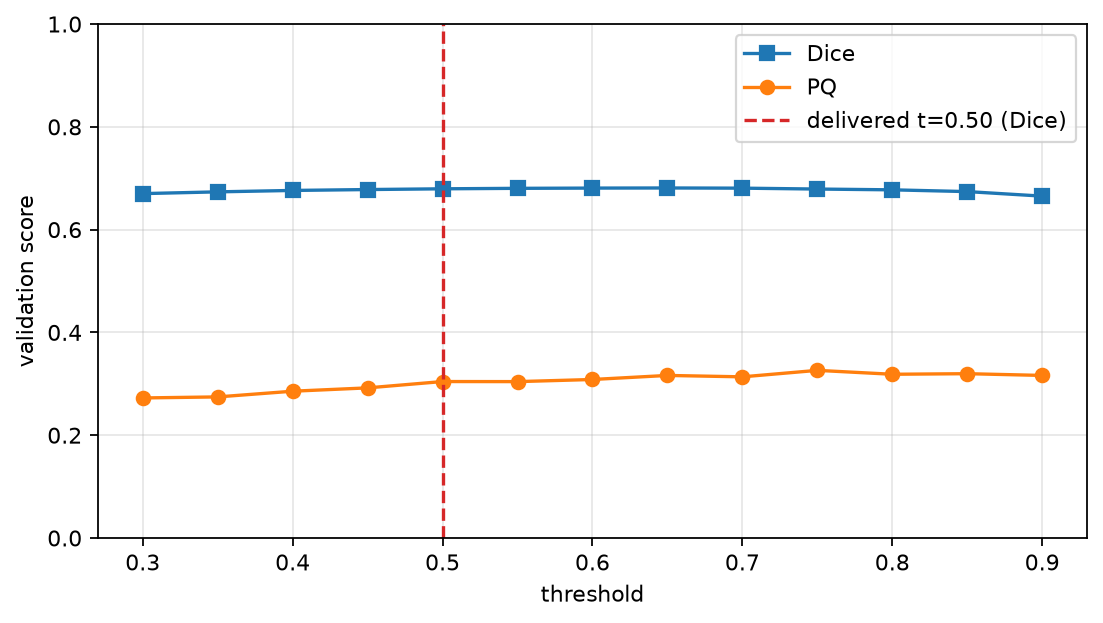 Dice
PQ
delivered t=0.50 (Dice)
validation score
1.0
0.8
0.6
0.4
0.2
0.0
0.3 0.4 0.5 0.6 0.7 0.8 0.9
threshold